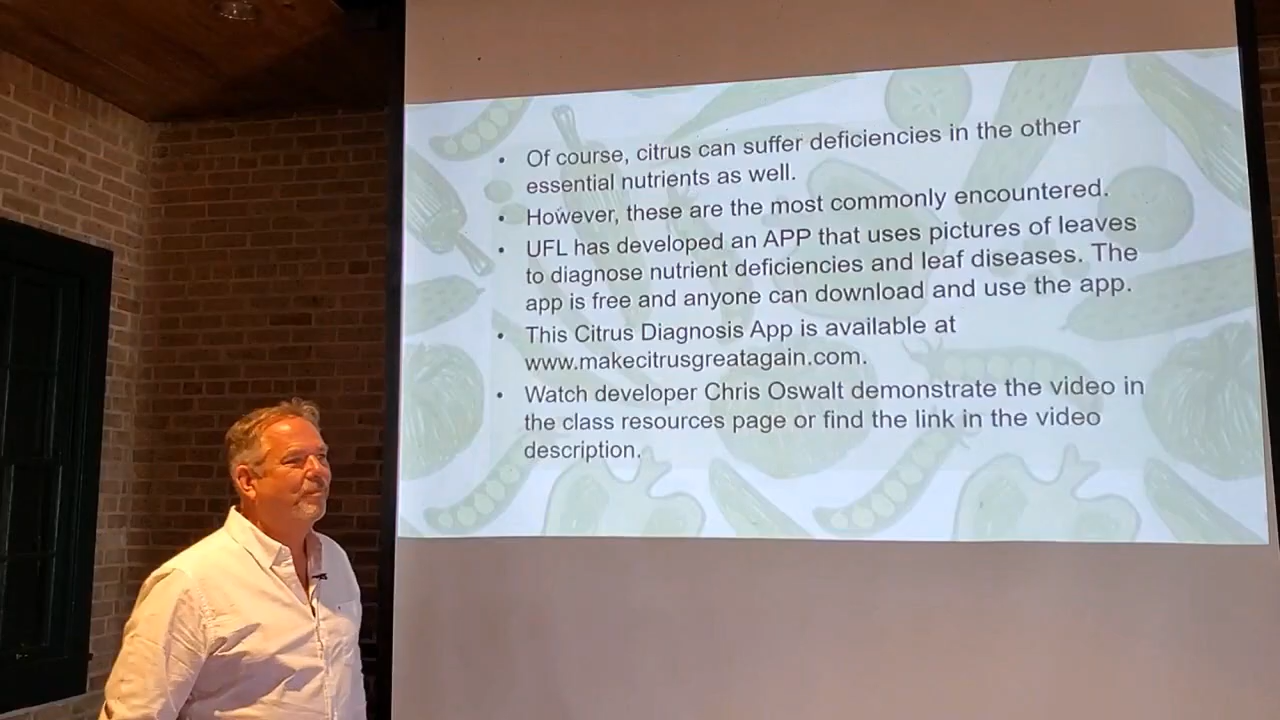 • Of course, citrus can suffer deficiencies in the other
essential nutrients as well.
• However, these are the most commonly encountered.
• UFL has developed an APP that uses pictures of leaves
to diagnose nutrient deficiencies and leaf diseases. The
app is free and anyone can download and use the app.
• This Citrus Diagnosis App is available at
www.makecitrusgreatagain.com.
• Watch developer Chris Oswalt demonstrate the video in
the class resources page or find the link in the video
description.